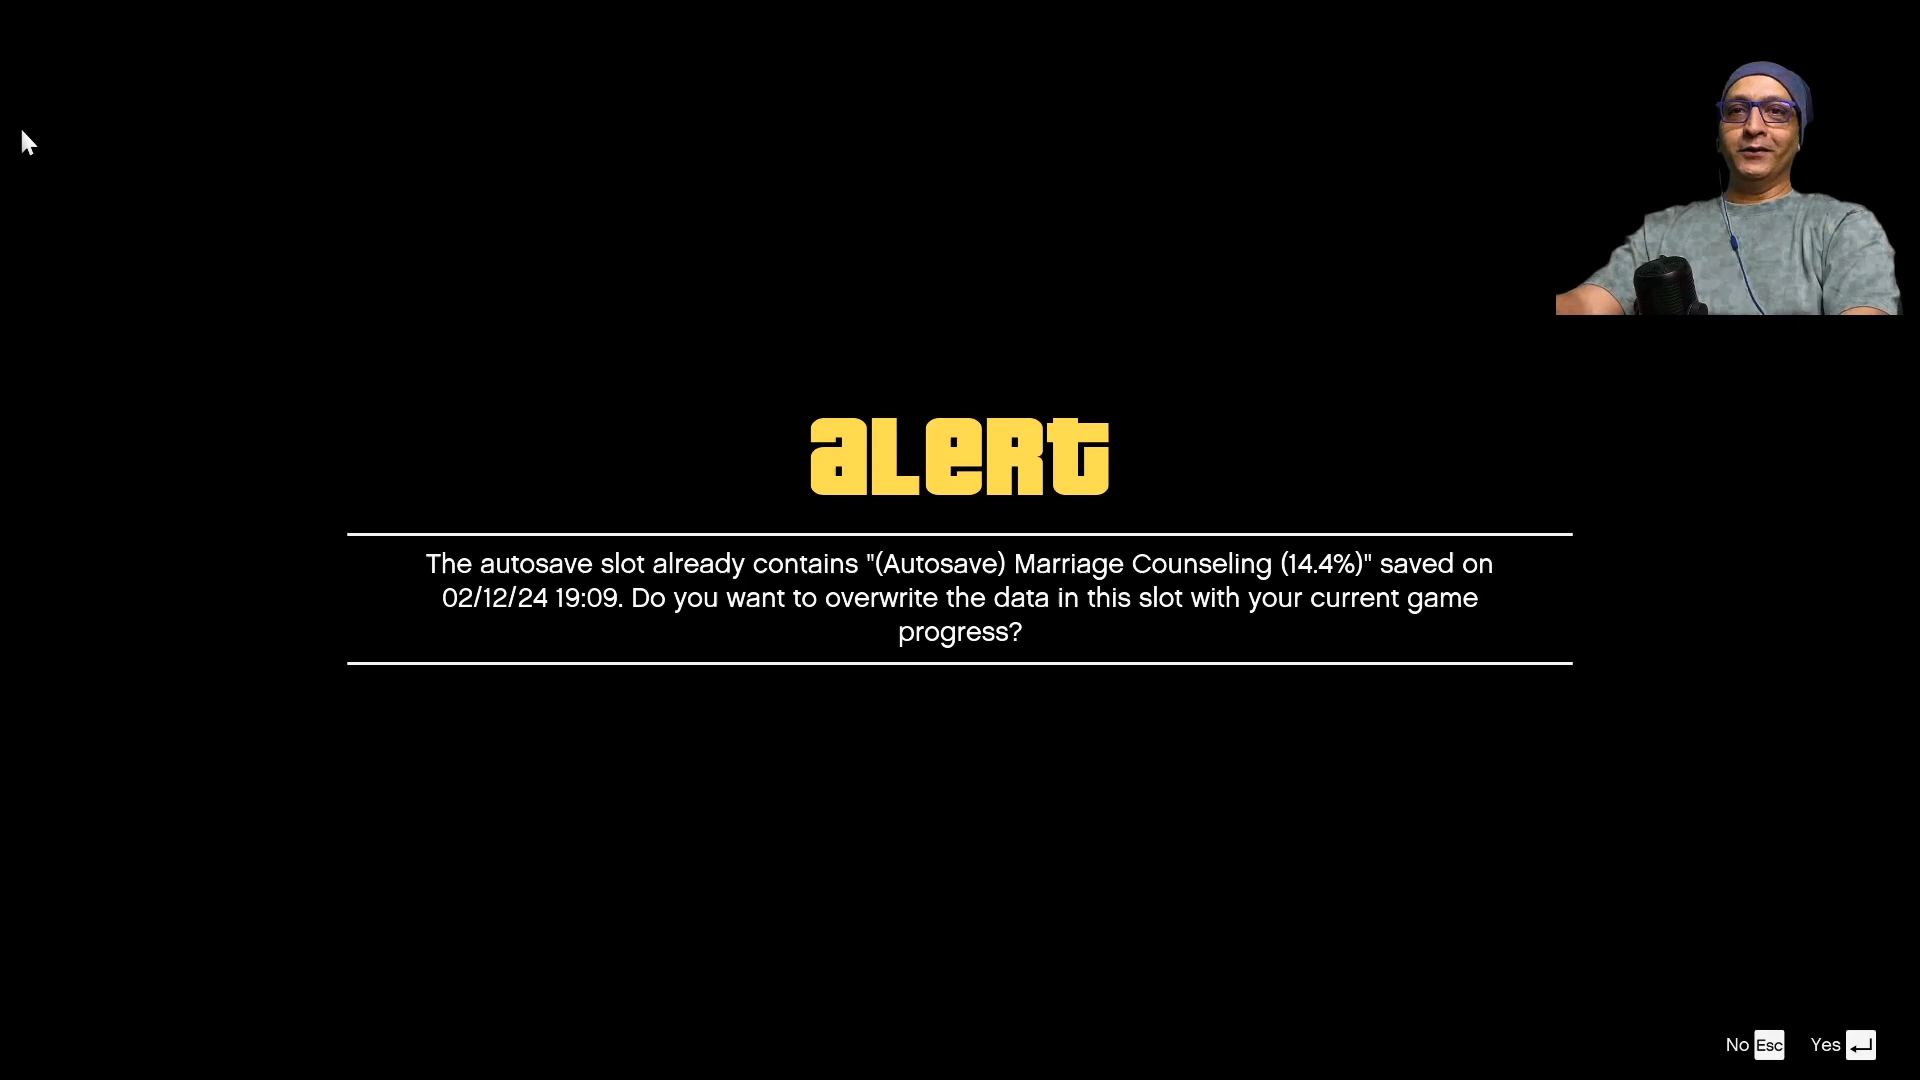 aLeRt
The autosave slot already contains "(Autosave) Marriage Counseling (14.4%)" saved on
02/12/24 19:09. Do you want to overwrite the data in this slot with your current game
progress?
No Esc Yes